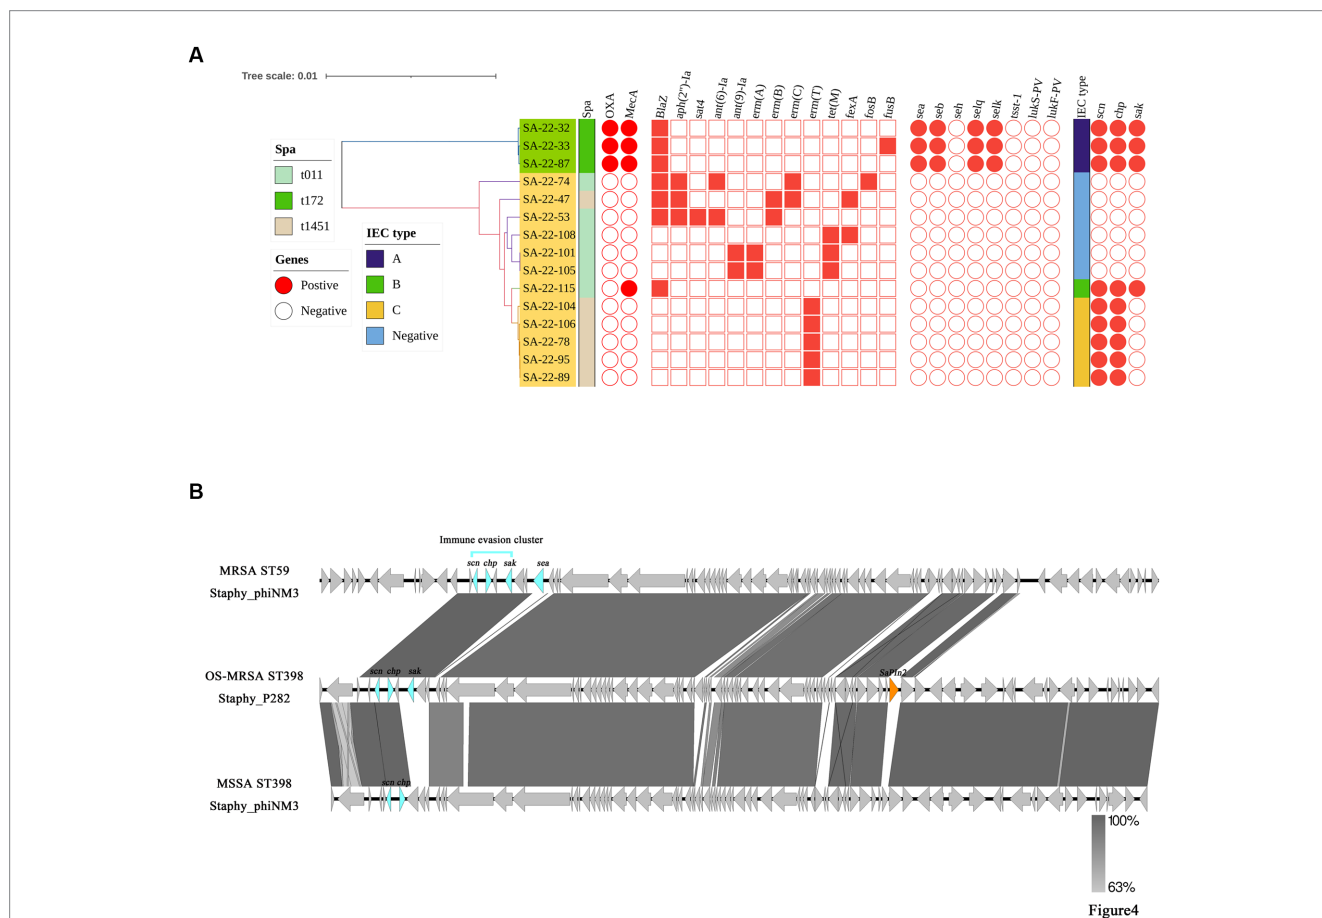 A
Tree scale: 0.01
Spa
OXA
MecA
BlaZ
aph(2'')-Ia
sat4
ant(6)-Ia
ant(9)-Ia
erm(A)
erm(B)
erm(C)
erm(T)
tet(M)
fexA
fosB
fusB
sea
seb
seh
selq
selk
tsst-1
lukS-PV
lukF-PV
IEC type
scn
chp
sak
SA-22-32
SA-22-33
SA-22-87
SA-22-74
SA-22-47
SA-22-53
SA-22-108
SA-22-101
SA-22-105
SA-22-115
SA-22-104
SA-22-106
SA-22-78
SA-22-95
SA-22-89
Spa
t011
t172
t1451
Genes
Postive
Negative
IEC type
A
B
C
Negative
B
Immune evasion cluster
scn chp sak sea
MRSA ST59
Staphy_phiNM3
scn chp sak SaPIn2
OS-MRSA ST398
Staphy_P282
scn chp
MSSA ST398
Staphy_phiNM3
100%
63%
Figure4